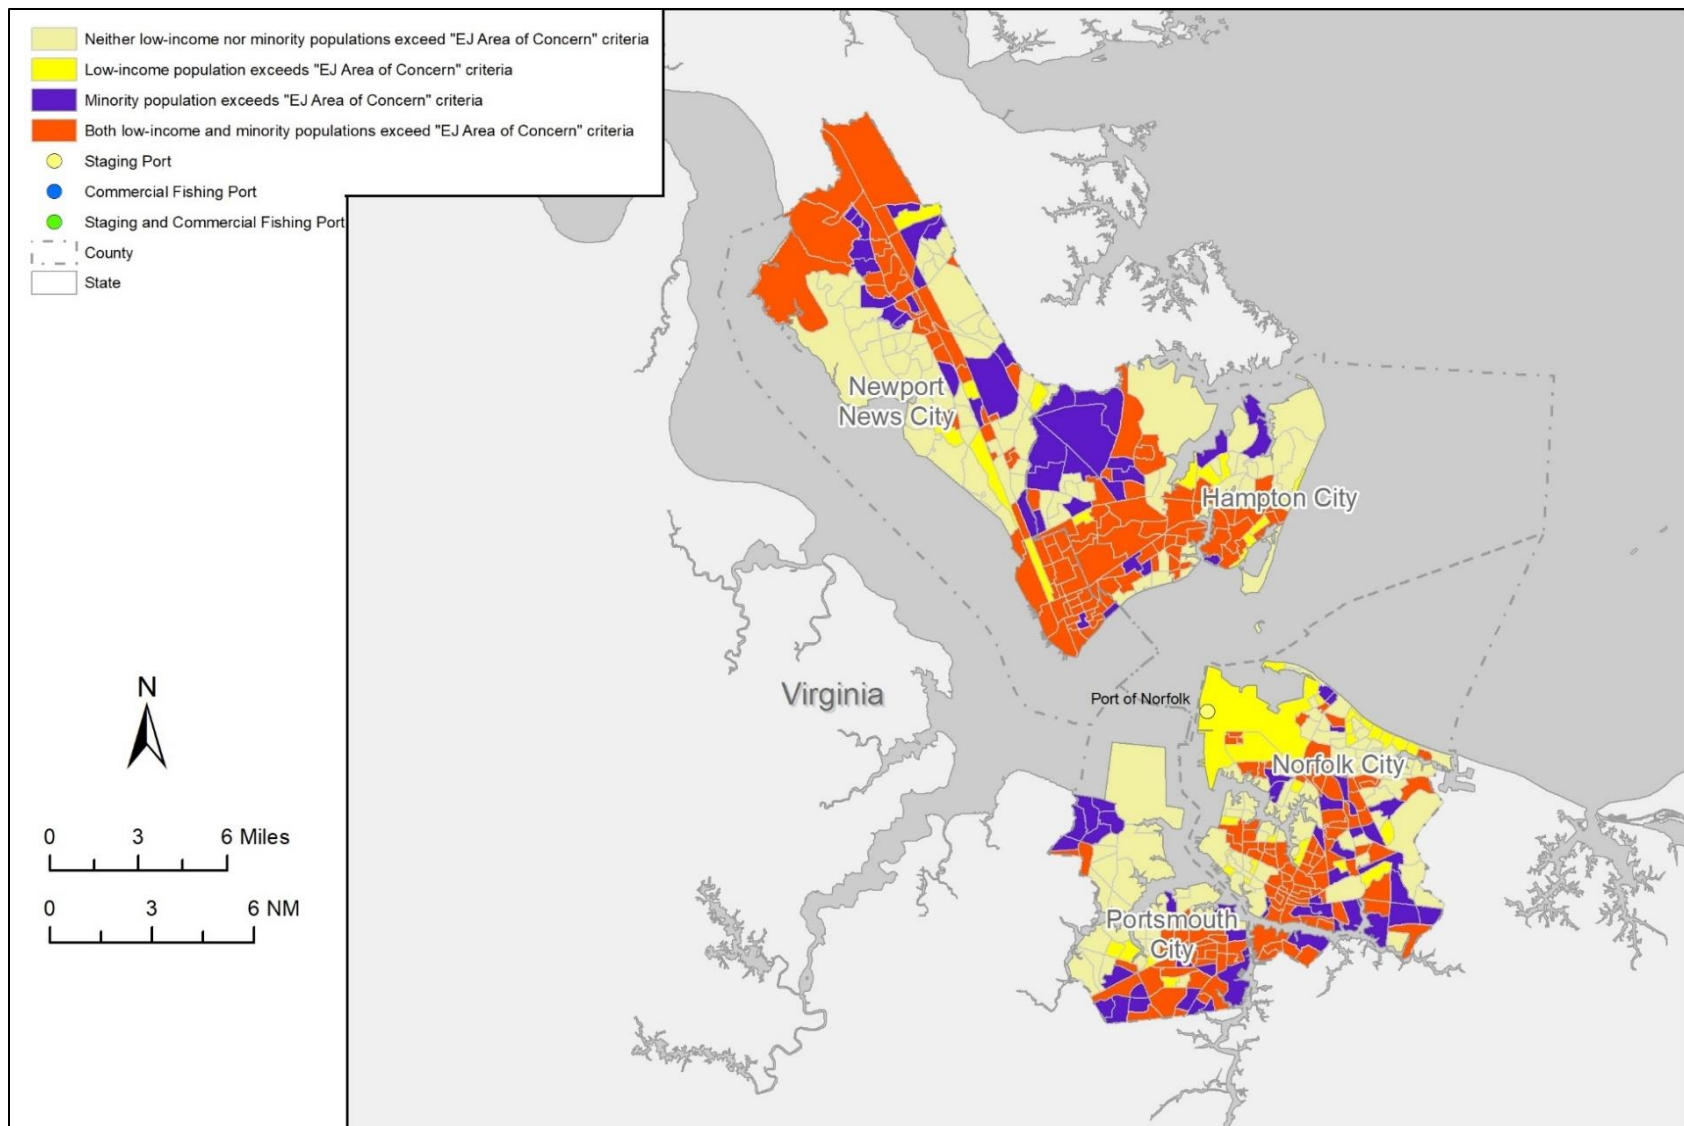 Neither low-income nor minority populations exceed "EJ Area of Concern" criteria
Low-income population exceeds "EJ Area of Concern" criteria
Minority population exceeds "EJ Area of Concern" criteria
Both low-income and minority populations exceed "EJ Area of Concern" criteria
Staging Port
Commercial Fishing Port
Staging and Commercial Fishing Port
County
State
Newport
News City
Hampton City
Virginia
Port of Norfolk
Norfolk City
Portsmouth
City
N
0 3 6 Miles
0 3 6 NM